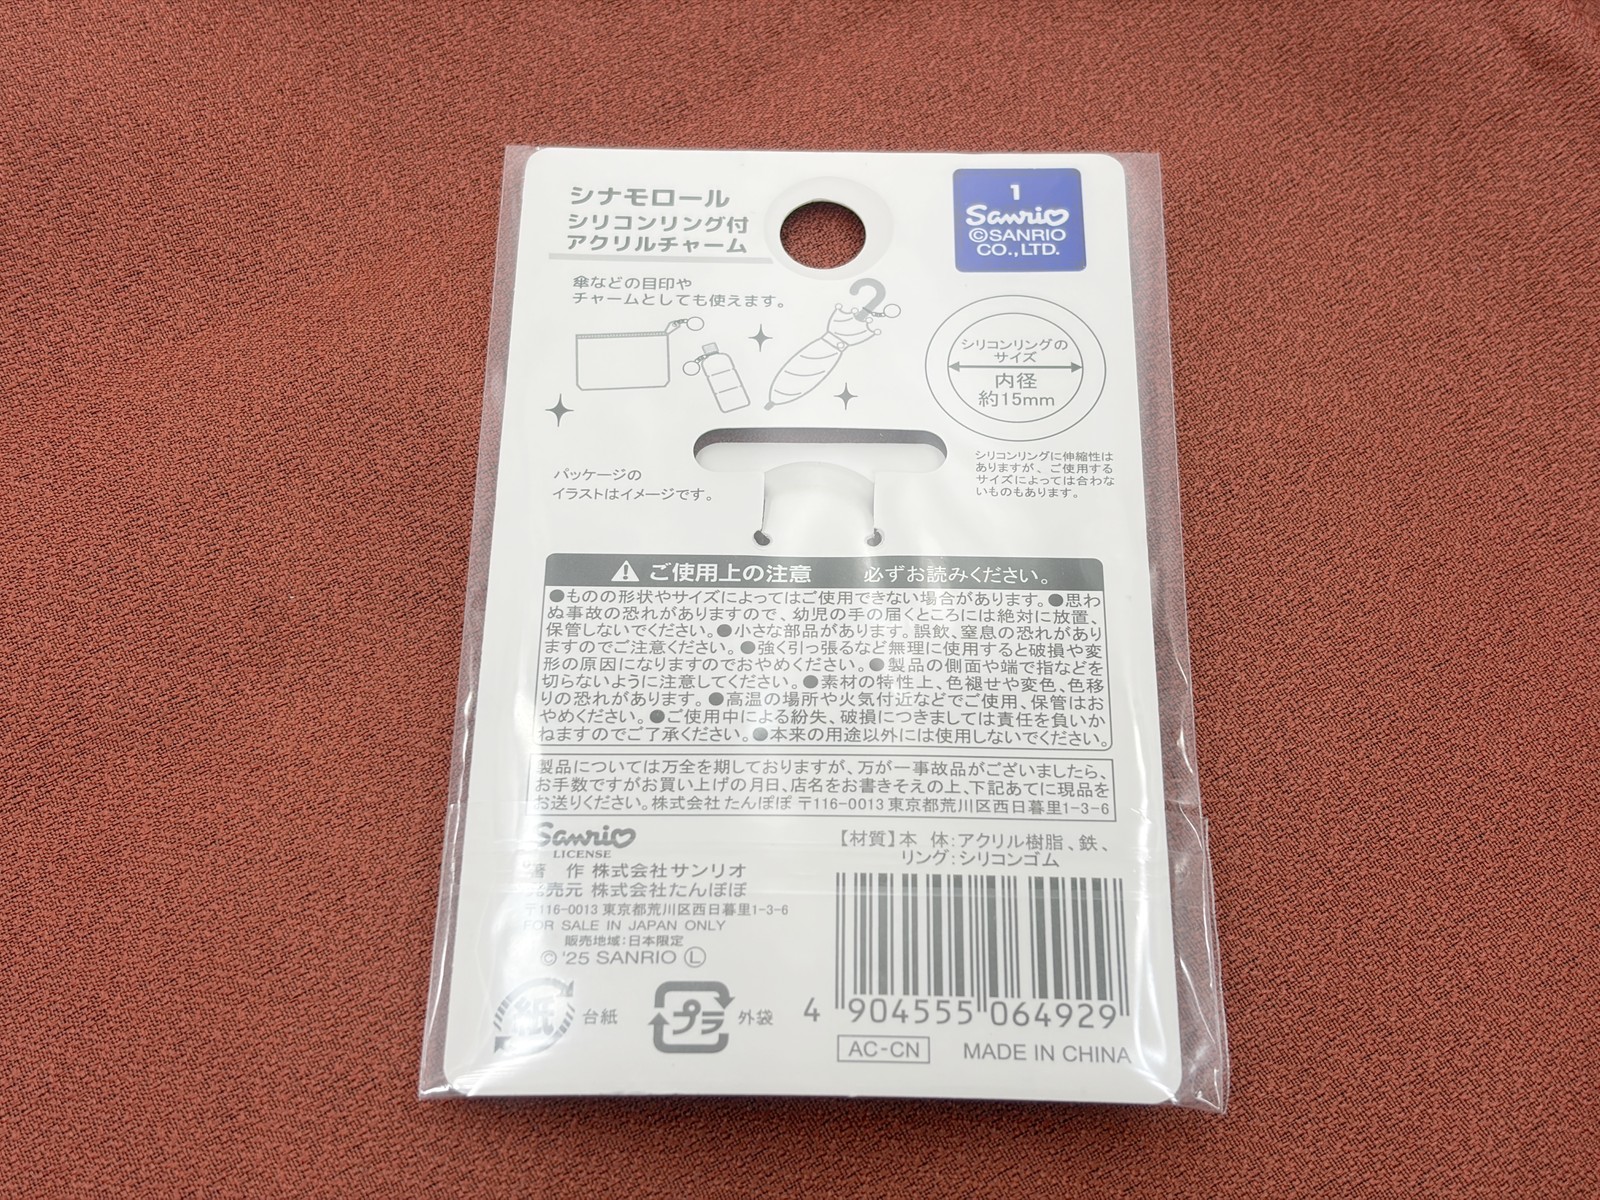 シナモロール
シリコンリング付
アクリルチャーム
1
Sanrio
©SANRIO
CO.,LTD.
傘などの目印や
チャームとしても使えます。
シリコンリングの
サイズ
内径
約15mm
シリコンリングに伸縮性は
ありますが、ご使用する
サイズによっては合わな
いものもあります。
パッケージの
イラストはイメージです。
ご使用上の注意 必ずお読みください。
●ものの形状やサイズによってはご使用できない場合があります。●思わ
ぬ事故の恐れがありますので、幼児の手の届くところには絶対に放置、
保管しないでください。●小さな部品があります。誤飲、窒息の恐れがあり
ますのでご注意ください。●強く引っ張るなど無理に使用すると破損や変
形の原因になりますのでおやめください。●製品の側面や端で指などを
切らないように注意してください。●素材の特性上、色褪せや変色、色移
りの恐れがあります。●高温の場所や火気付近などでご使用、保管はお
やめください。●ご使用中による紛失、破損につきましては責任を負いか
ねますのでご了承ください。●本来の用途以外には使用しないでください。
製品については万全を期しておりますが、万が一事故品がございましたら、
お手数ですがお買い上げの月日、店名をお書きそえの上、下記あてに現品を
お送りください。株式会社たんぽぽ 〒116-0013 東京都荒川区西日暮里1-3-6
Sanrio
LICENSE
著 作 株式会社サンリオ
発売元 株式会社たんぽぽ
〒116-0013 東京都荒川区西日暮里1-3-6
FOR SALE IN JAPAN ONLY
販売地域:日本限定
© '25 SANRIO Ⓛ
【材質】本 体:アクリル樹脂、鉄、
リング:シリコンゴム
紙 台紙
プラ 外袋
4 904555 064929
AC-CN
MADE IN CHINA